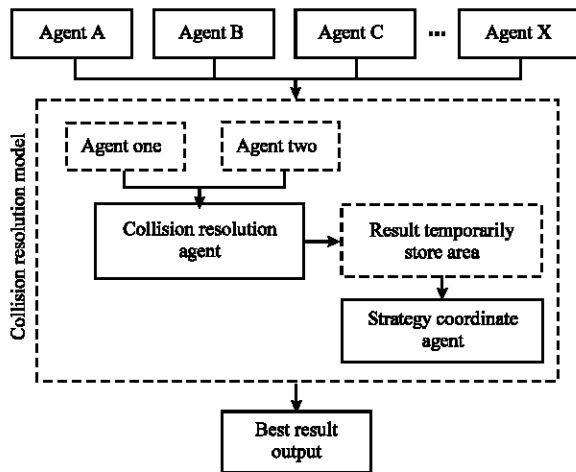 Agent A
Agent B
Agent C
...
Agent X
Collision resolution model
Agent one
Agent two
Collision resolution
agent
Result temporarily
store area
Strategy coordinate
agent
Best result
output